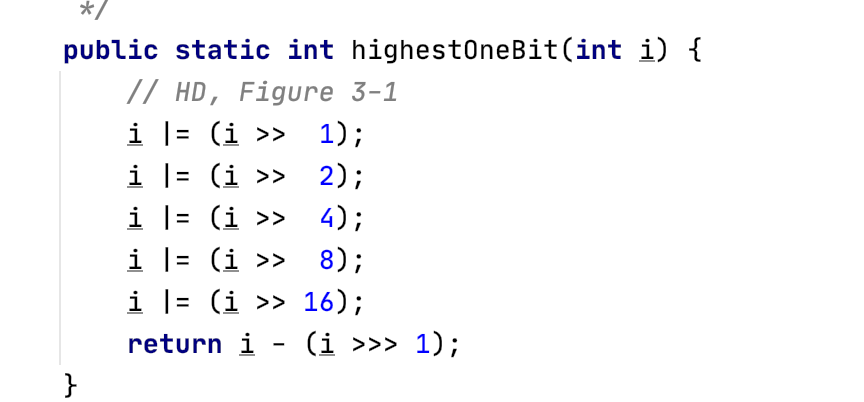 */
public static int highestOneBit(int i) {
// HD, Figure 3-1
i |= (i >>  1);
i |= (i >>  2);
i |= (i >>  4);
i |= (i >>  8);
i |= (i >> 16);
return i - (i >>> 1);
}